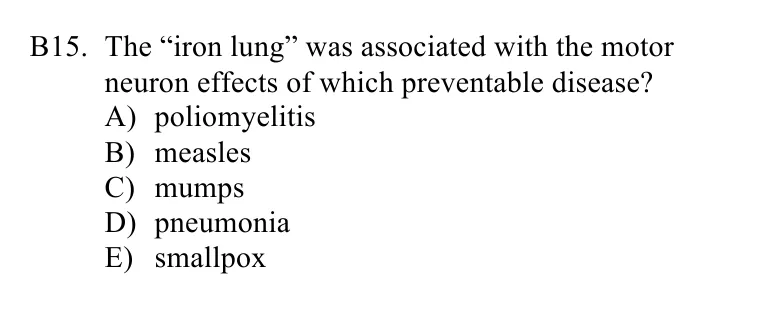 B15. The “iron lung” was associated with the motor
neuron effects of which preventable disease?
A) poliomyelitis
B) measles
C) mumps
D) pneumonia
E) smallpox